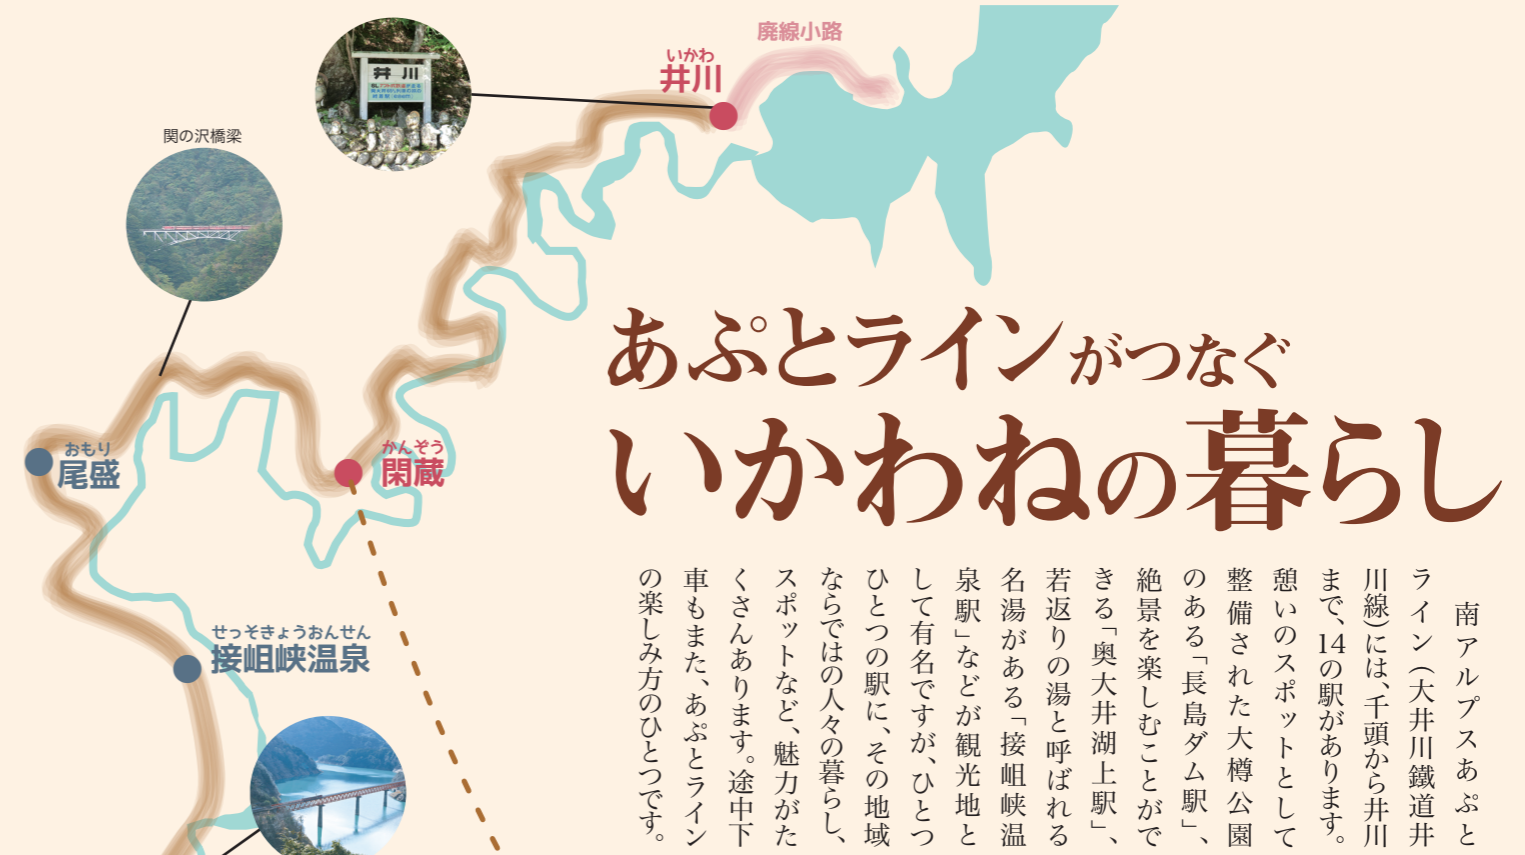 廃線小路
いかわ
井川
井川
関の沢橋梁
あぷとラインがつなぐ
いかわねの暮らし
おもり
尾盛
かんぞう
閑蔵
せっそきょうおんせん
接岨峡温泉
南アルプスあぷと
ライン（大井川鐵道井
川線）には、千頭から井川
まで、14の駅があります。
憩いのスポットとして
整備された大樽公園
のある「長島ダム駅」、
絶景を楽しむことがで
きる「奥大井湖上駅」、
若返りの湯と呼ばれる
名湯がある「接岨峡温
泉駅」などが観光地と
して有名ですが、ひとつ
ひとつの駅に、その地域
ならではの人々の暮らし、
スポットなど、魅力がた
くさんあります。途中下
車もまた、あぷとライン
の楽しみ方のひとつです。